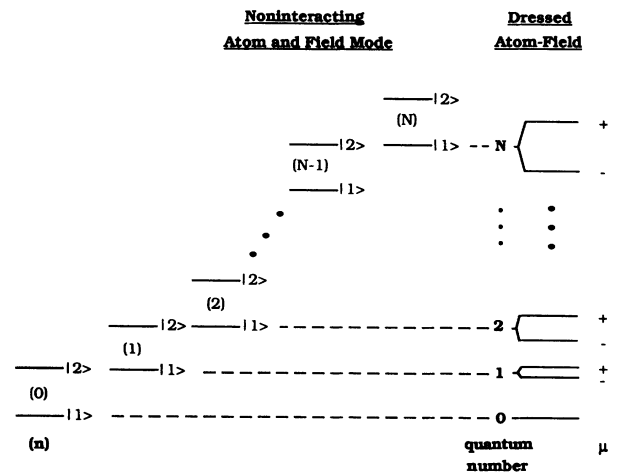 Noninteracting Dressed
Atom and Field Mode Atom-Field
|2>
(N) +
|2> |1> N
(N-1)
|1> -
|2>
(2)
|2> |1> 2 +
(1) -
|2> |1> 1 +
(0) -
|1> 0
(n) quantum μ
number